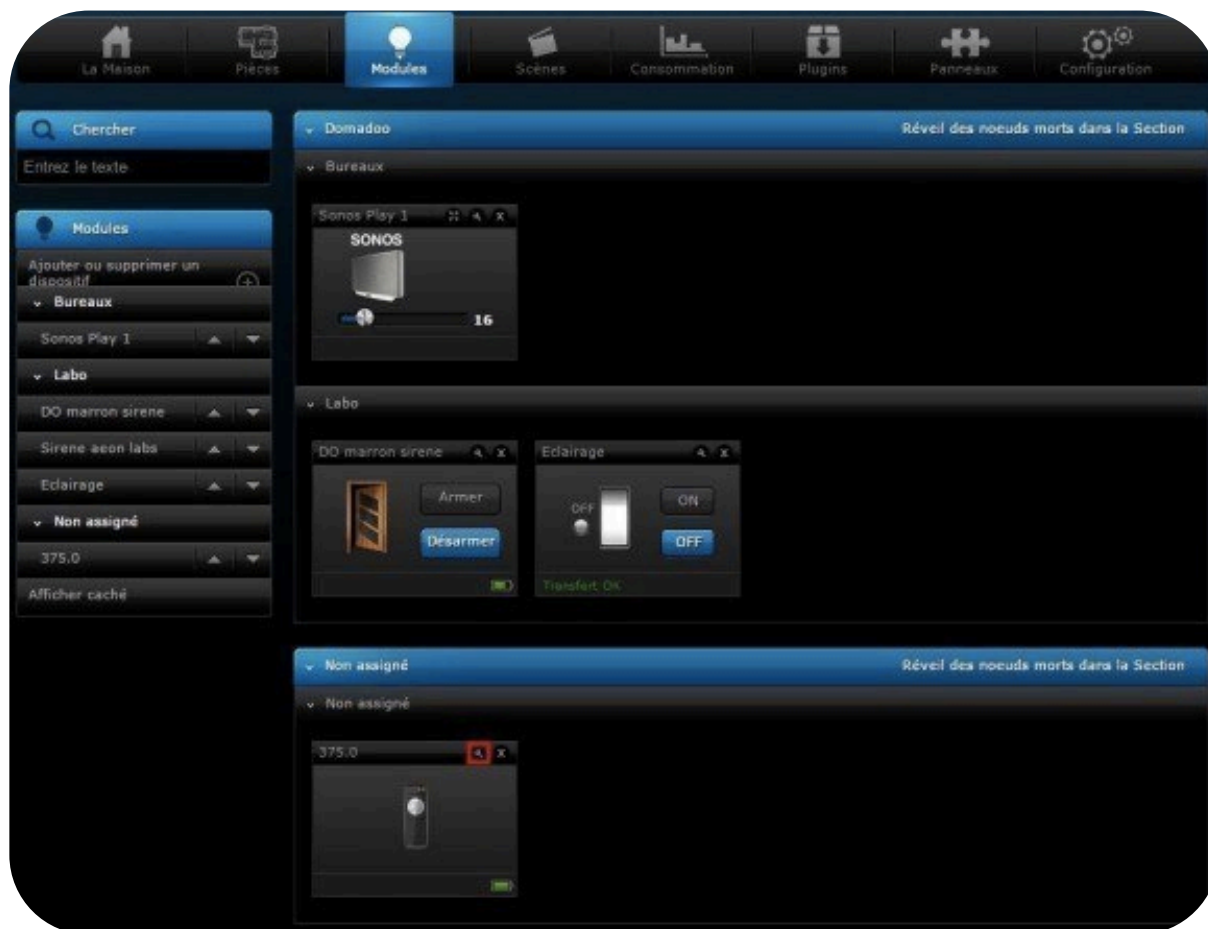 La Maison
Pièces
Modules
Scènes
Consommation
Plugins
Panneaux
Configuration
Chercher
Entrez le texte
Modules
Ajouter ou supprimer un
dispositif
Bureaux
Sonos Play 1
Labo
DO marron sirene
Sirene aeon labs
Eclairage
Non assigné
375.0
Afficher caché
Domadoo
Réveil des noeuds morts dans la Section
Bureaux
Sonos Play 1
SONOS
16
Labo
DO marron sirene
Armer
Désarmer
Eclairage
OFF
ON
OFF
Transfert OK
Non assigné
Réveil des noeuds morts dans la Section
Non assigné
375.0